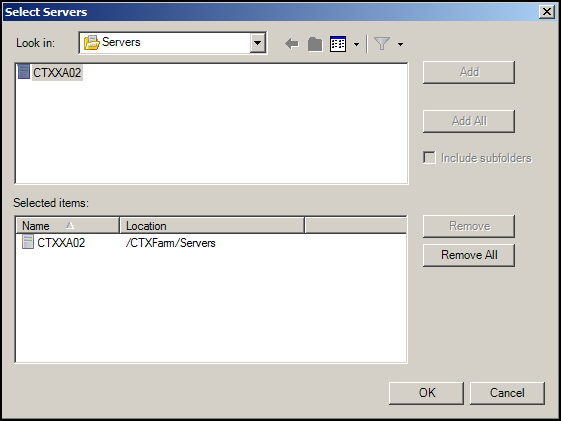 Select Servers
Look in: Servers
CTXXA02
Add
Add All
Include subfolders
Selected items:
Name Location
CTXXA02 /CTXFarm/Servers
Remove
Remove All
OK Cancel